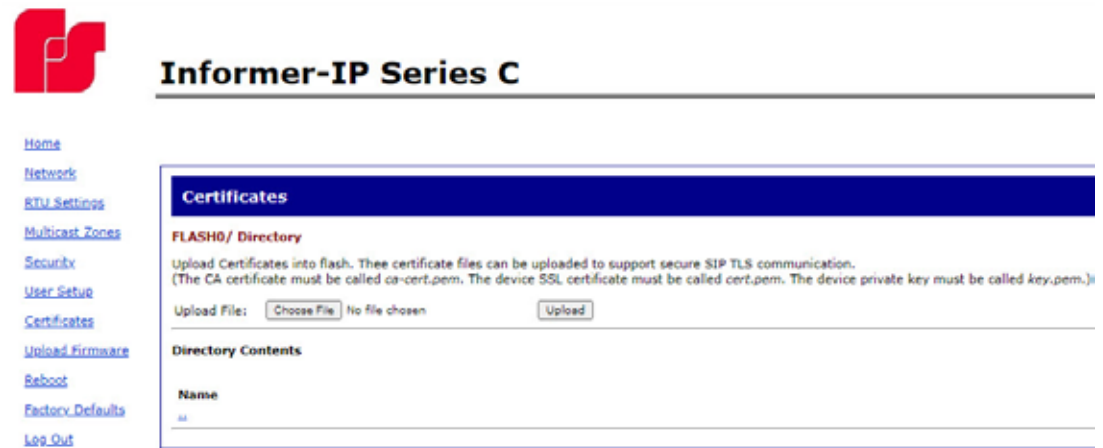 Informer-IP Series C
Home
Network
RTU Settings
Multicast Zones
Security
User Setup
Certificates
Upload Firmware
Reboot
Factory Defaults
Log Out
Certificates
FLASH0/ Directory
Upload Certificates into flash. Thee certificate files can be uploaded to support secure SIP TLS communication.
(The CA certificate must be called ca-cert.pem. The device SSL certificate must be called cert.pem. The device private key must be called key.pem.)
Upload File: Choose File No file chosen Upload
Directory Contents
Name
..